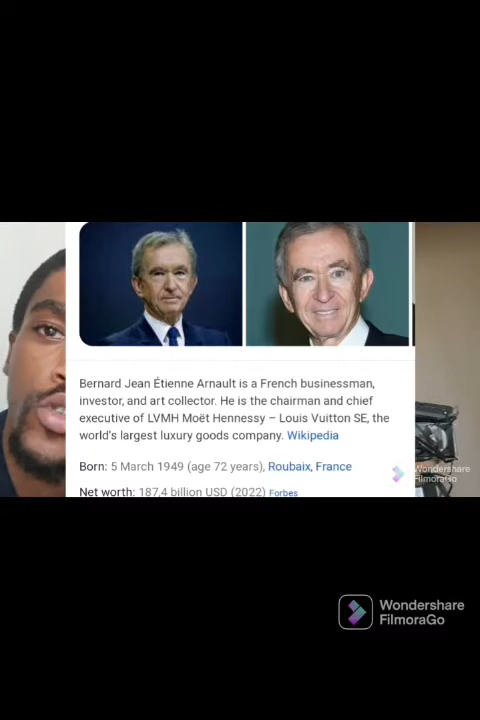 Bernard Jean Étienne Arnault is a French businessman,
investor, and art collector. He is the chairman and chief
executive of LVMH Moët Hennessy – Louis Vuitton SE, the
world's largest luxury goods company. Wikipedia
Born: 5 March 1949 (age 72 years), Roubaix, France
Net worth: 187,4 billion USD (2022) Forbes
Wondershare
FilmoraGo
Wondershare
FilmoraGo